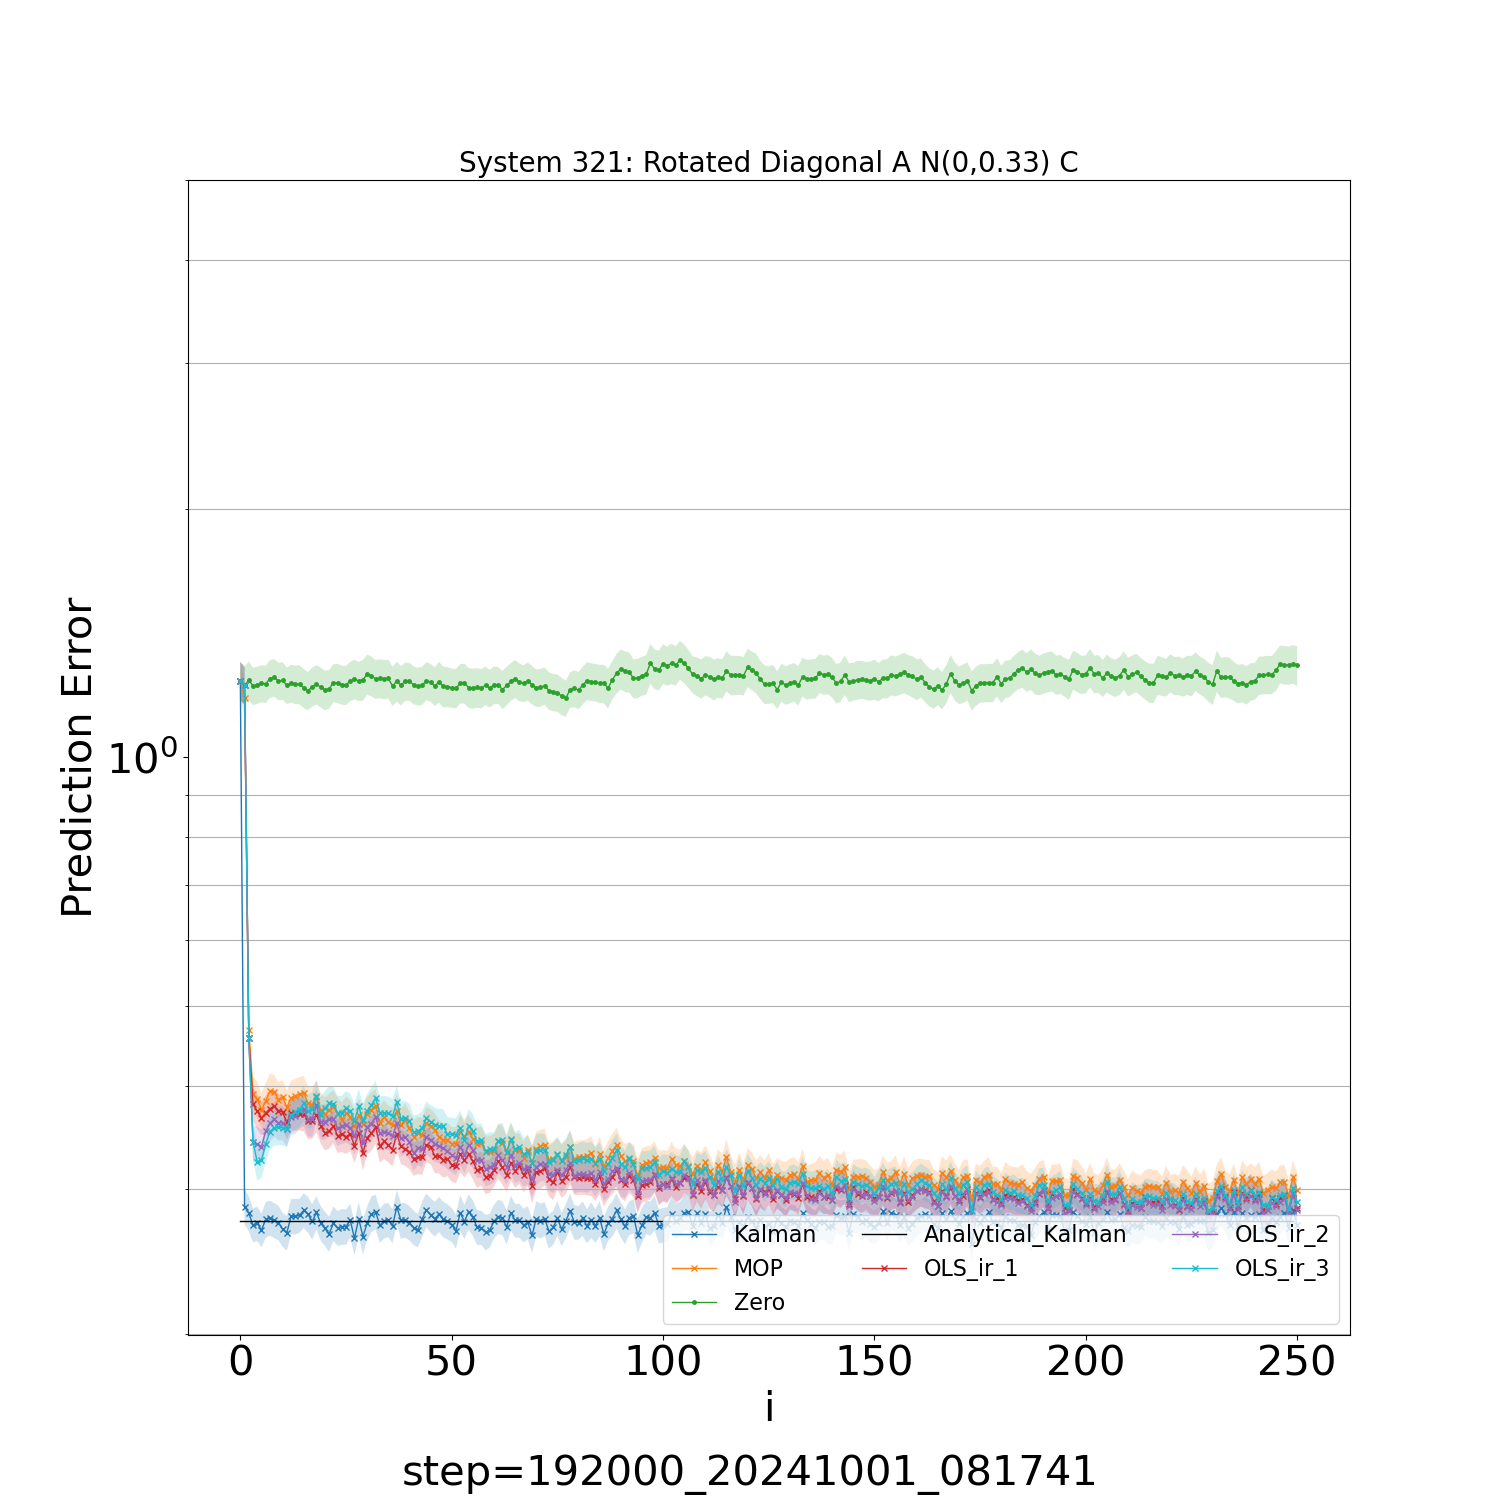 System 321: Rotated Diagonal A N(0,0.33) C
Prediction Error
10⁰
Kalman
MOP
Zero
Analytical_Kalman
OLS_ir_1
OLS_ir_2
OLS_ir_3
0 50 100 150 200 250
i
step=192000_20241001_081741